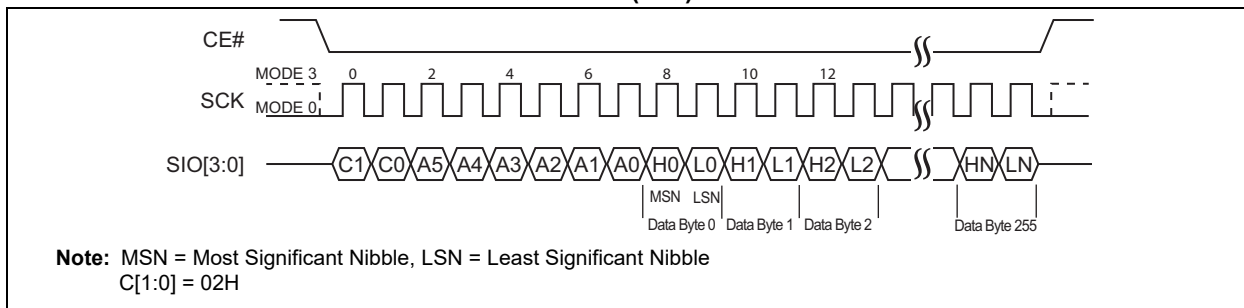 CE#
MODE 3 0 2 4 6 8 10 12
SCK
MODE 0
SIO[3:0] C1 C0 A5 A4 A3 A2 A1 A0 H0 L0 H1 L1 H2 L2 HN LN
MSN LSN
Data Byte 0 Data Byte 1 Data Byte 2 Data Byte 255
Note: MSN = Most Significant Nibble, LSN = Least Significant Nibble
C[1:0] = 02H